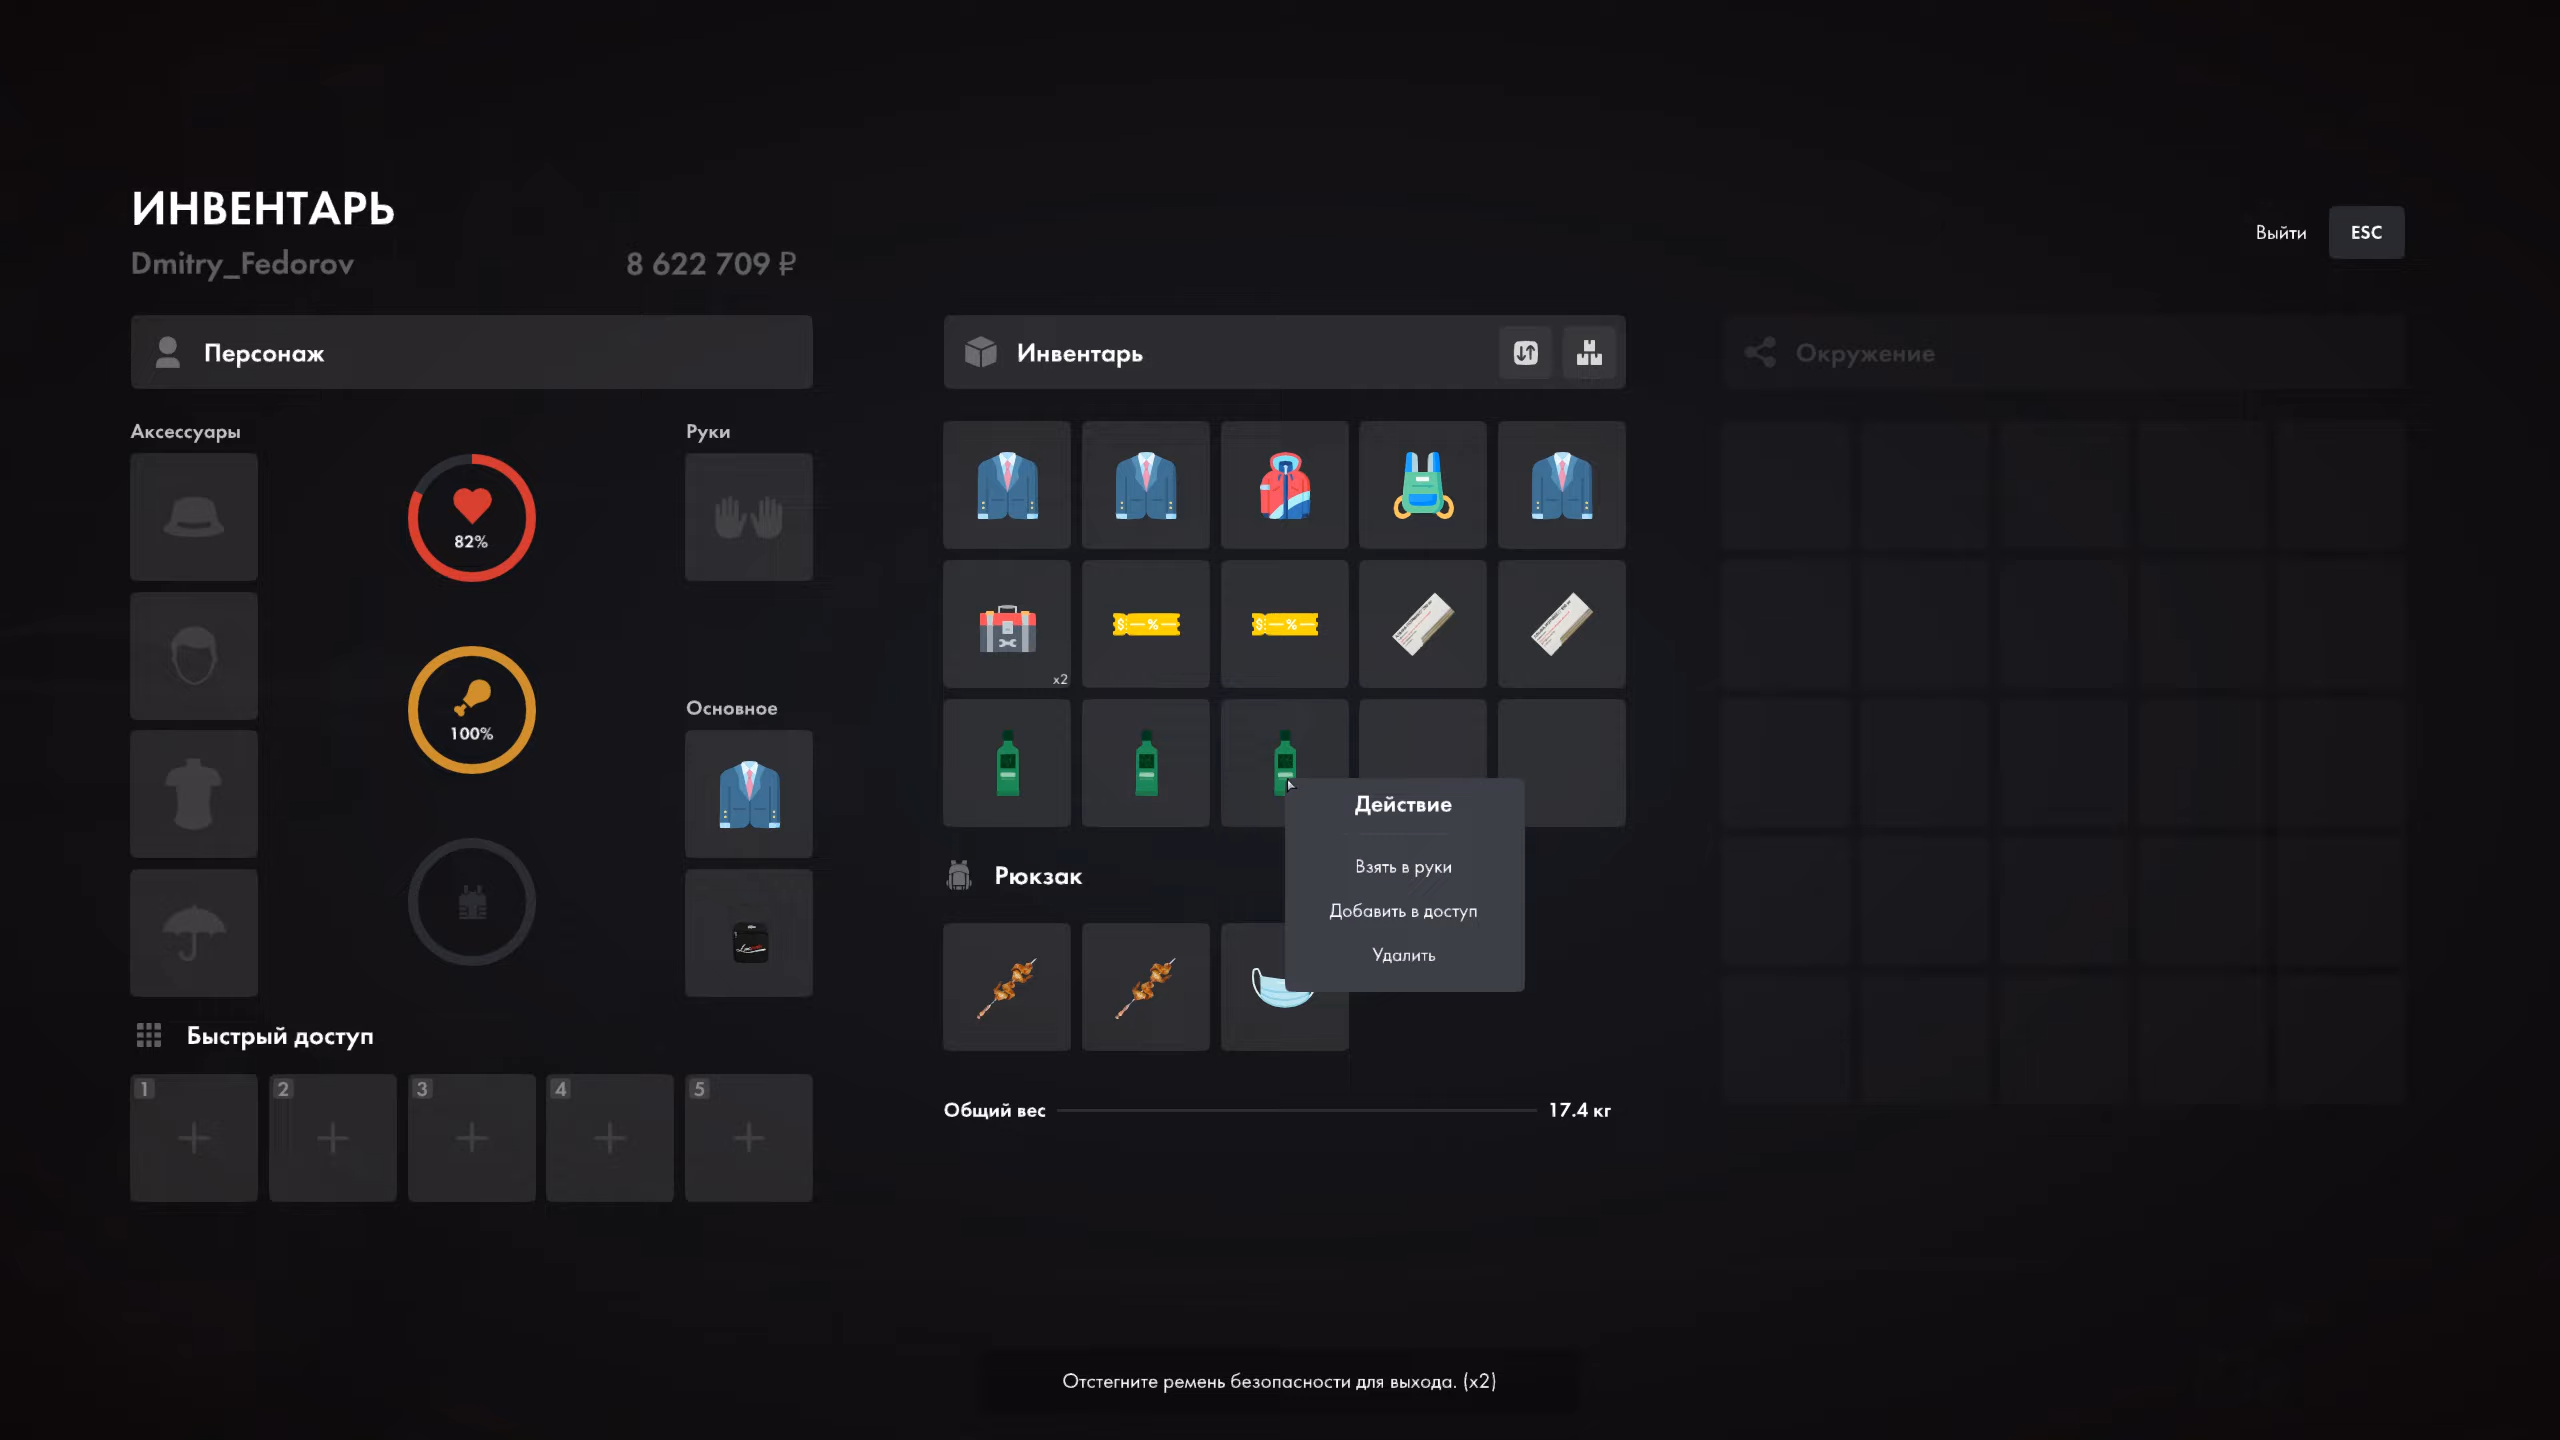 ИНВЕНТАРЬ
Dmitry_Fedorov
8 622 709 ₽
Выйти
ESC
Персонаж
Инвентарь
Окружение
Аксессуары
Руки
82%
100%
Основное
x2
Действие
Взять в руки
Добавить в доступ
Удалить
Рюкзак
Быстрый доступ
1
2
3
4
5
Общий вес
17.4 кг
Отстегните ремень безопасности для выхода. (x2)